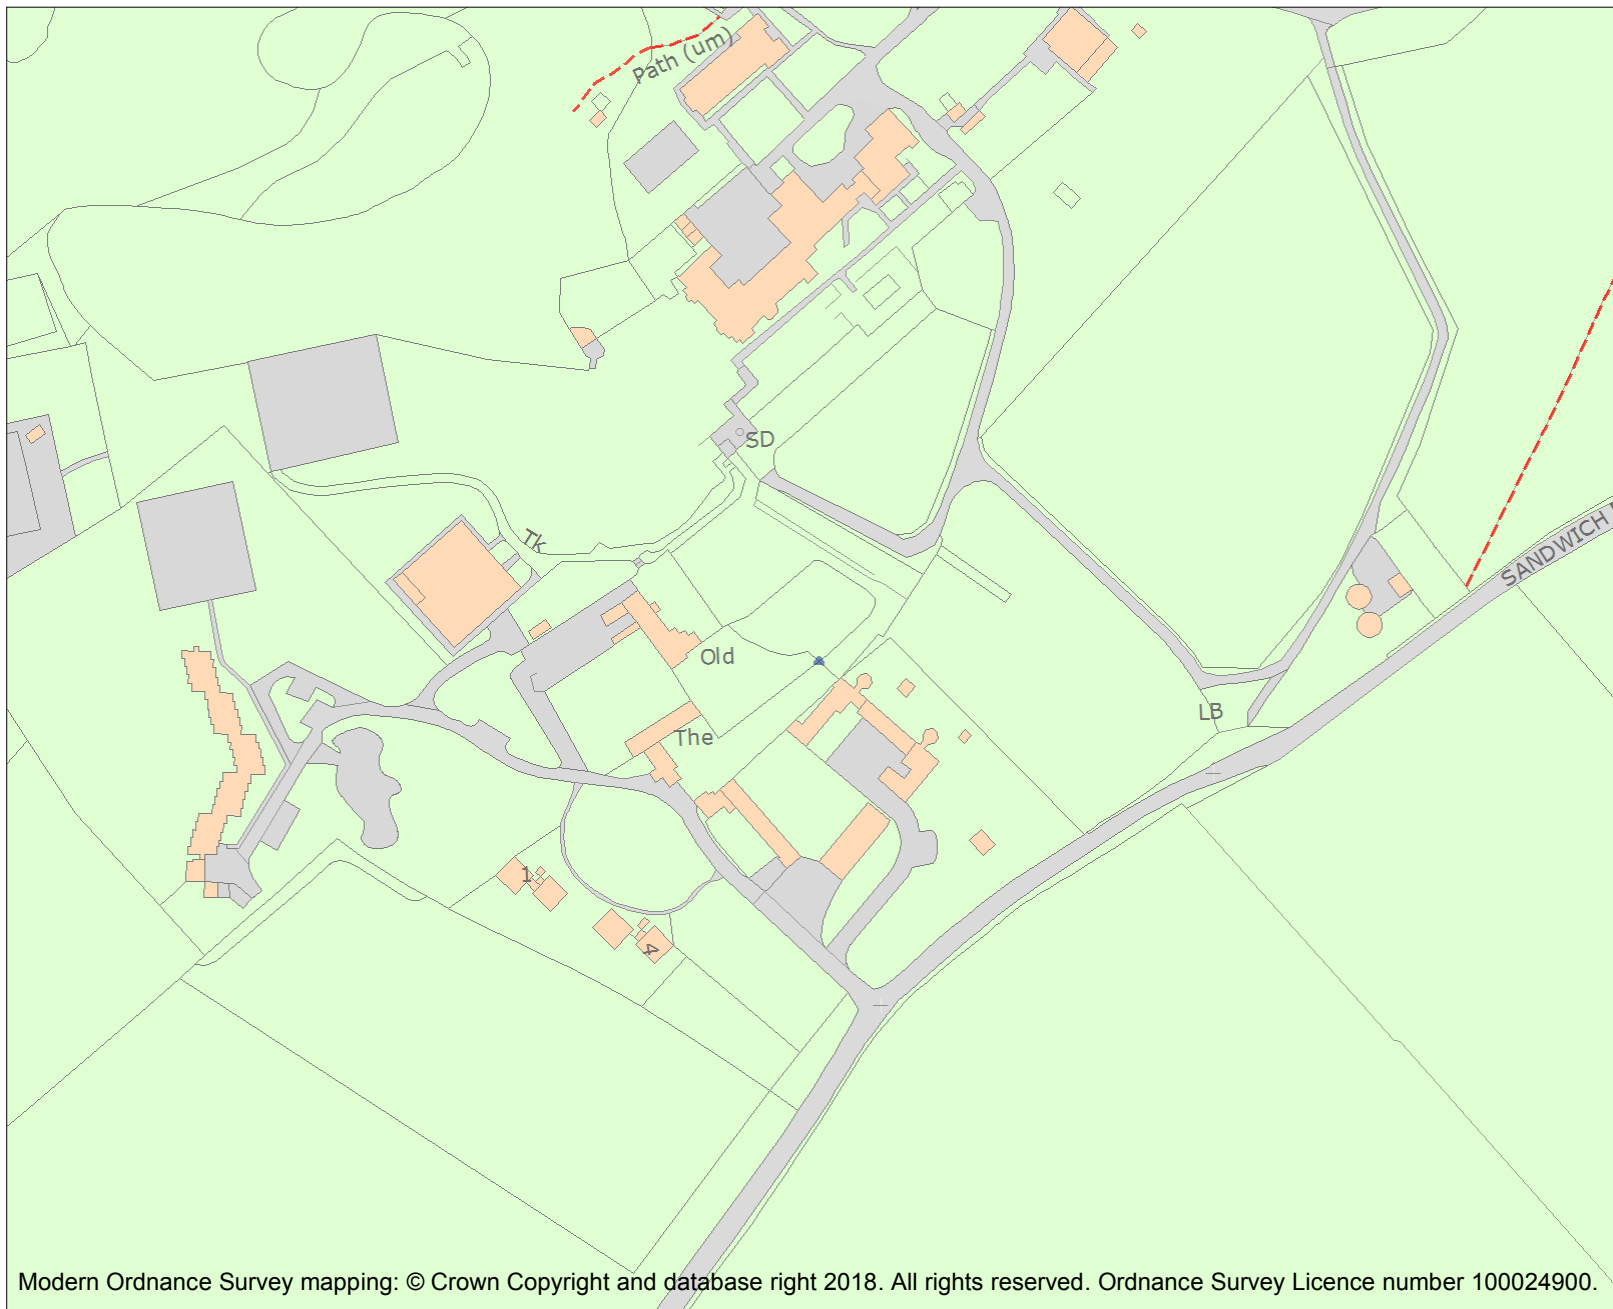 Path (um)
SD
Tk
SANDWICH
Old
LB
The
1
4
Modern Ordnance Survey mapping: © Crown Copyright and database right 2018. All rights reserved. Ordnance Survey Licence number 100024900.